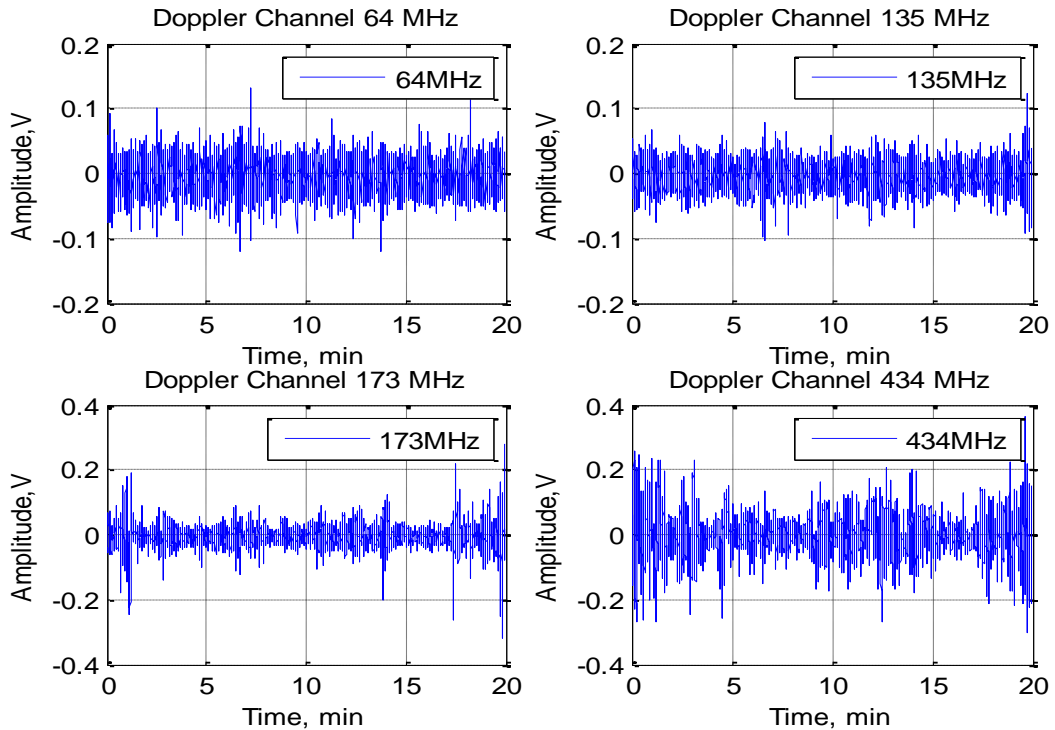 Doppler Channel 64 MHz
0.2
0.1
0
-0.1
-0.2
Amplitude,V
64MHz
0 5 10 15 20
Time, min
Doppler Channel 135 MHz
0.2
0.1
0
-0.1
-0.2
Amplitude,V
135MHz
0 5 10 15 20
Time, min
Doppler Channel 173 MHz
0.4
0.2
0
-0.2
-0.4
Amplitude,V
173MHz
0 5 10 15 20
Time, min
Doppler Channel 434 MHz
0.4
0.2
0
-0.2
-0.4
Amplitude,V
434MHz
0 5 10 15 20
Time, min